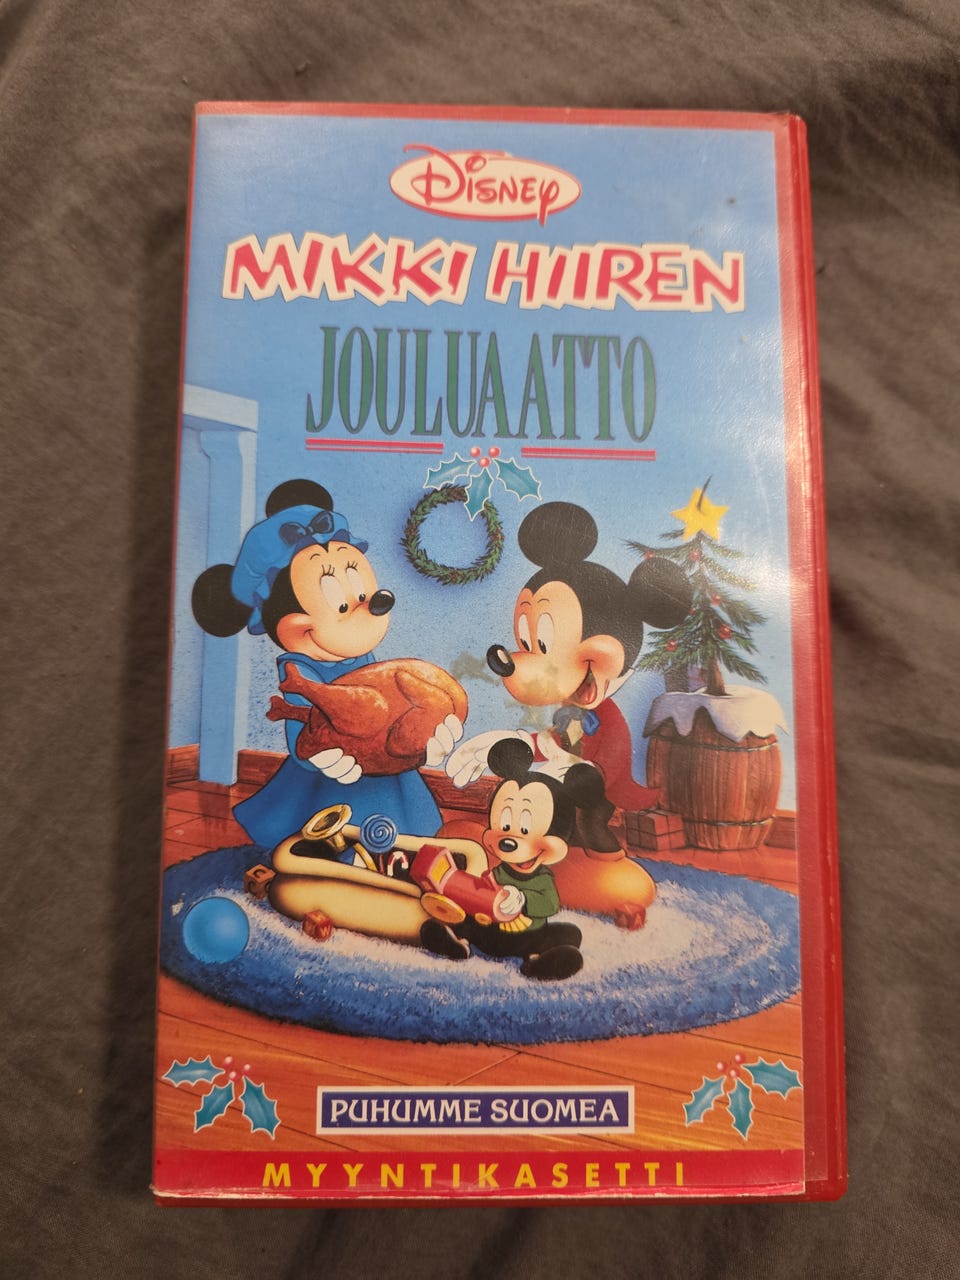 Disney
MIKKI HIIREN
JOULUAATTO
PUHUMME SUOMEA
MYYNTIKASETTI